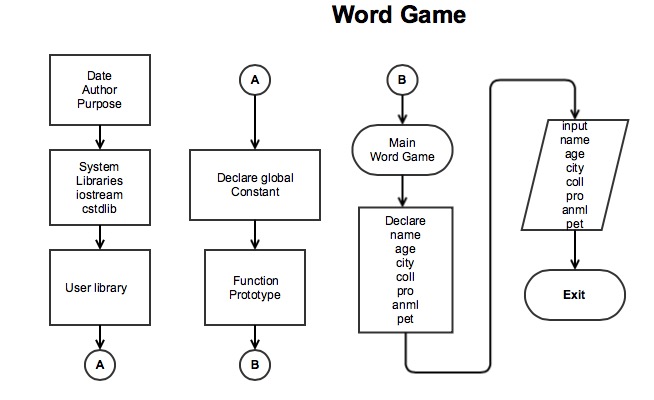 Word Game
Date
Author
Purpose
System
Libraries
iostream
cstdlib
User library
A
A
Declare global
Constant
Function
Prototype
B
B
Main
Word Game
Declare
name
age
city
coll
pro
anml
pet
input
name
age
city
coll
pro
anml
pet
Exit